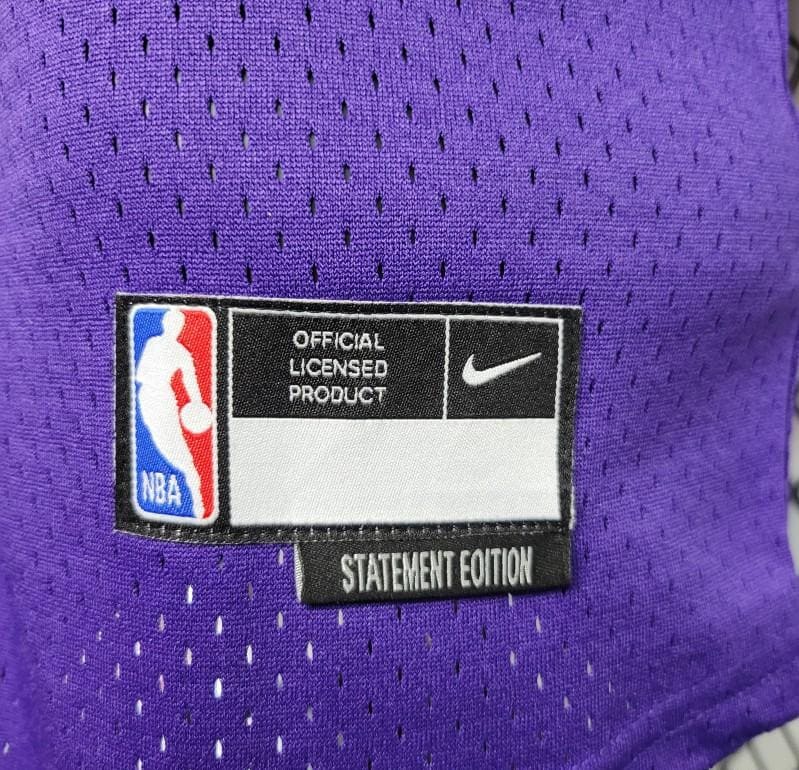 OFFICIAL
LICENSED
PRODUCT
NBA
STATEMENT EOITION